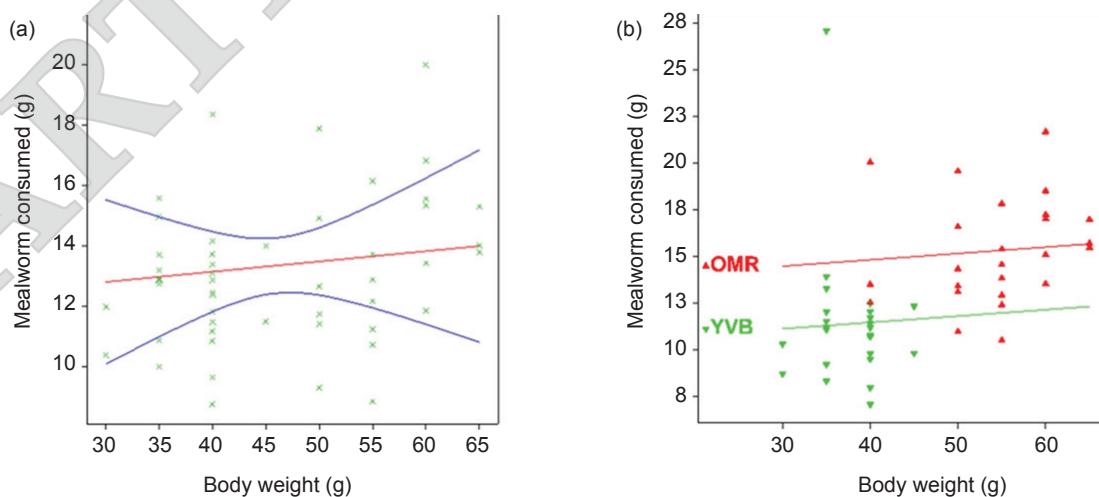 (a)
Mealworm consumed (g)
20
18
16
14
12
10
30 35 40 45 50 55 60 65
Body weight (g)
(b)
Mealworm consumed (g)
28
25
23
20
18
15
13
10
8
OMR
YVB
30 40 50 60
Body weight (g)
ART